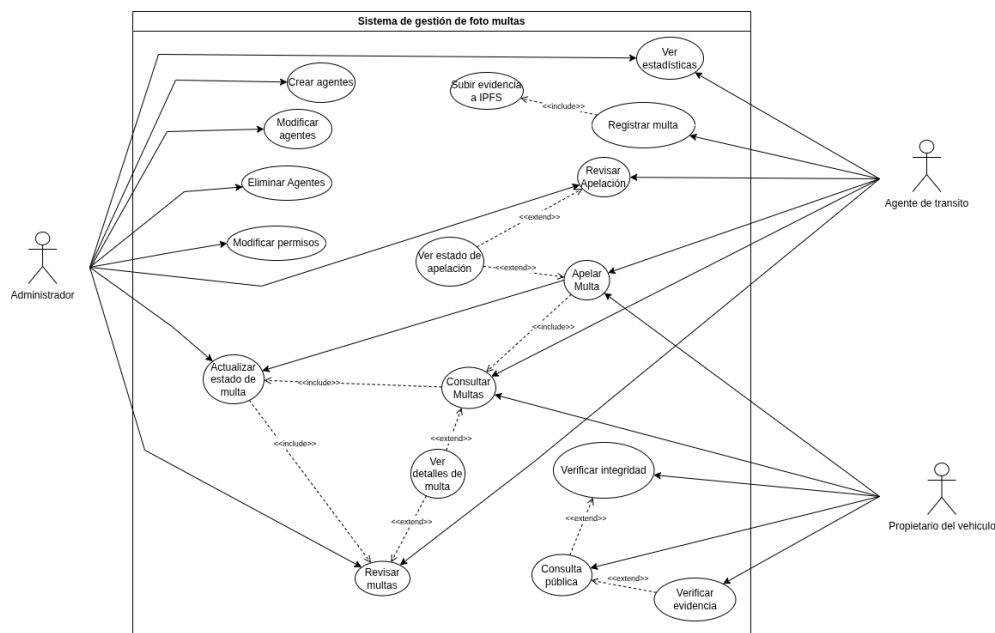 Sistema de gestión de foto multas
Ver
estadísticas
Crear agentes
Subir evidencia
a IPFS
<<include>>
Registrar multa
Modificar
agentes
Revisar
Apelación
Eliminar Agentes
Agente de transito
<<extend>>
Modificar permisos
Ver estado de
apelación
<<extend>>
Apelar
Multa
Administrador
<<include>>
Actualizar
estado de
multa
<<include>>
Consultar
Multas
<<include>>
<<extend>>
Ver
detalles de
multa
Verificar integridad
<<extend>>
<<extend>>
Propietario del vehiculo
Revisar
multas
Consulta
pública
<<extend>>
Verificar
evidencia